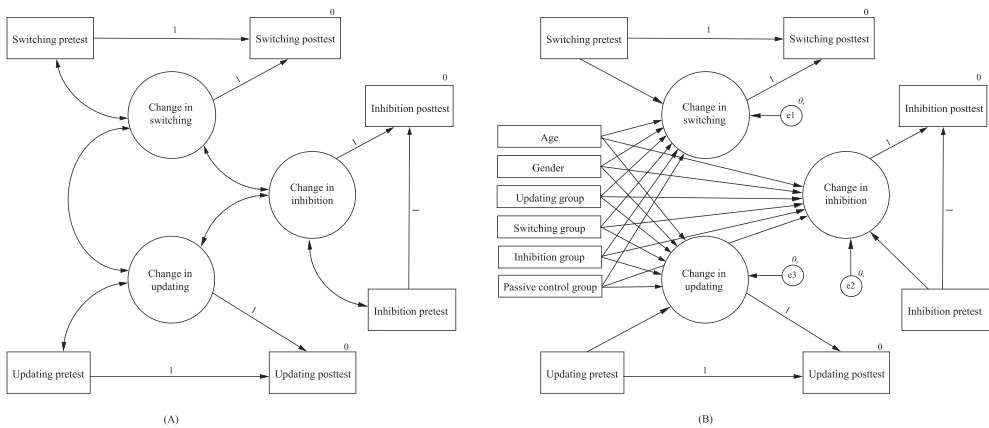 0
Switching pretest
1
Switching posttest
1
Change in
switching
0
Inhibition posttest
1
Change in
inhibition
1
Change in
updating
1
Inhibition pretest
0
Updating pretest
1
Updating posttest
(A)
0
Switching pretest
1
Switching posttest
1
Change in
switching
0,
e1
0
Inhibition posttest
1
Age
Gender
Updating group
Switching group
Inhibition group
Passive control group
Change in
inhibition
1
Change in
updating
0,
e3
0,
e2
1
Inhibition pretest
0
Updating pretest
1
Updating posttest
(B)